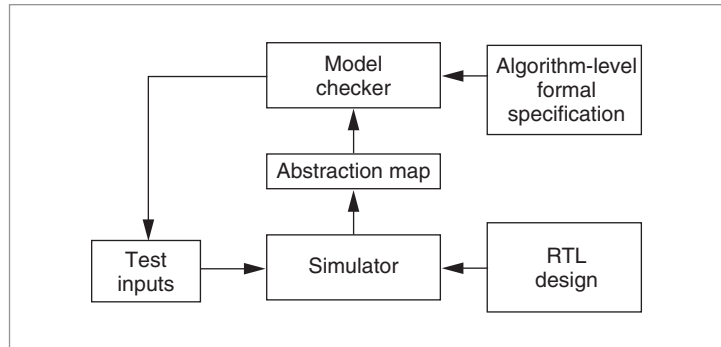 Model
checker
Algorithm-level
formal
specification
Abstraction map
Test
inputs
Simulator
RTL
design